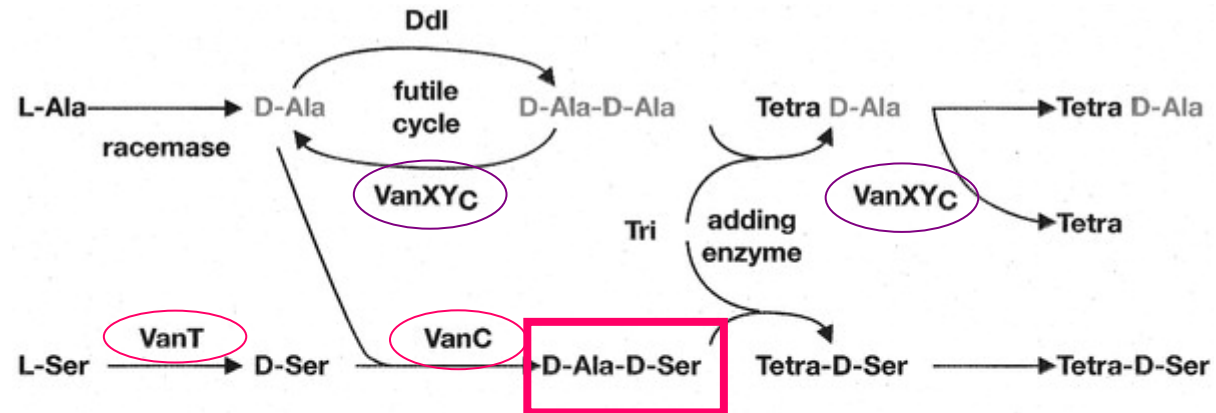 Ddl
L-Ala D-Ala futile cycle D-Ala-D-Ala Tetra D-Ala Tetra D-Ala
racemase
VanXYC VanXYC
Tri adding enzyme Tetra
VanT VanC
L-Ser D-Ser D-Ala-D-Ser Tetra-D-Ser Tetra-D-Ser